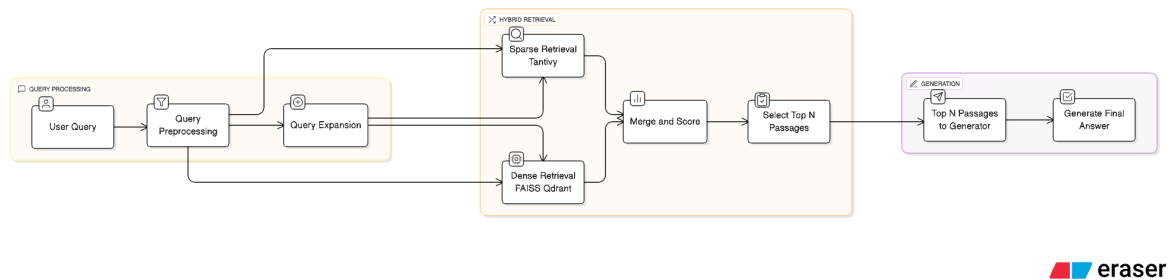 HYBRID RETRIEVAL
Sparse Retrieval
Tantivy
QUERY PROCESSING
User Query
Query
Preprocessing
Query Expansion
Merge and Score
Select Top N
Passages
Dense Retrieval
FAISS Qdrant
GENERATION
Top N Passages
to Generator
Generate Final
Answer
eraser